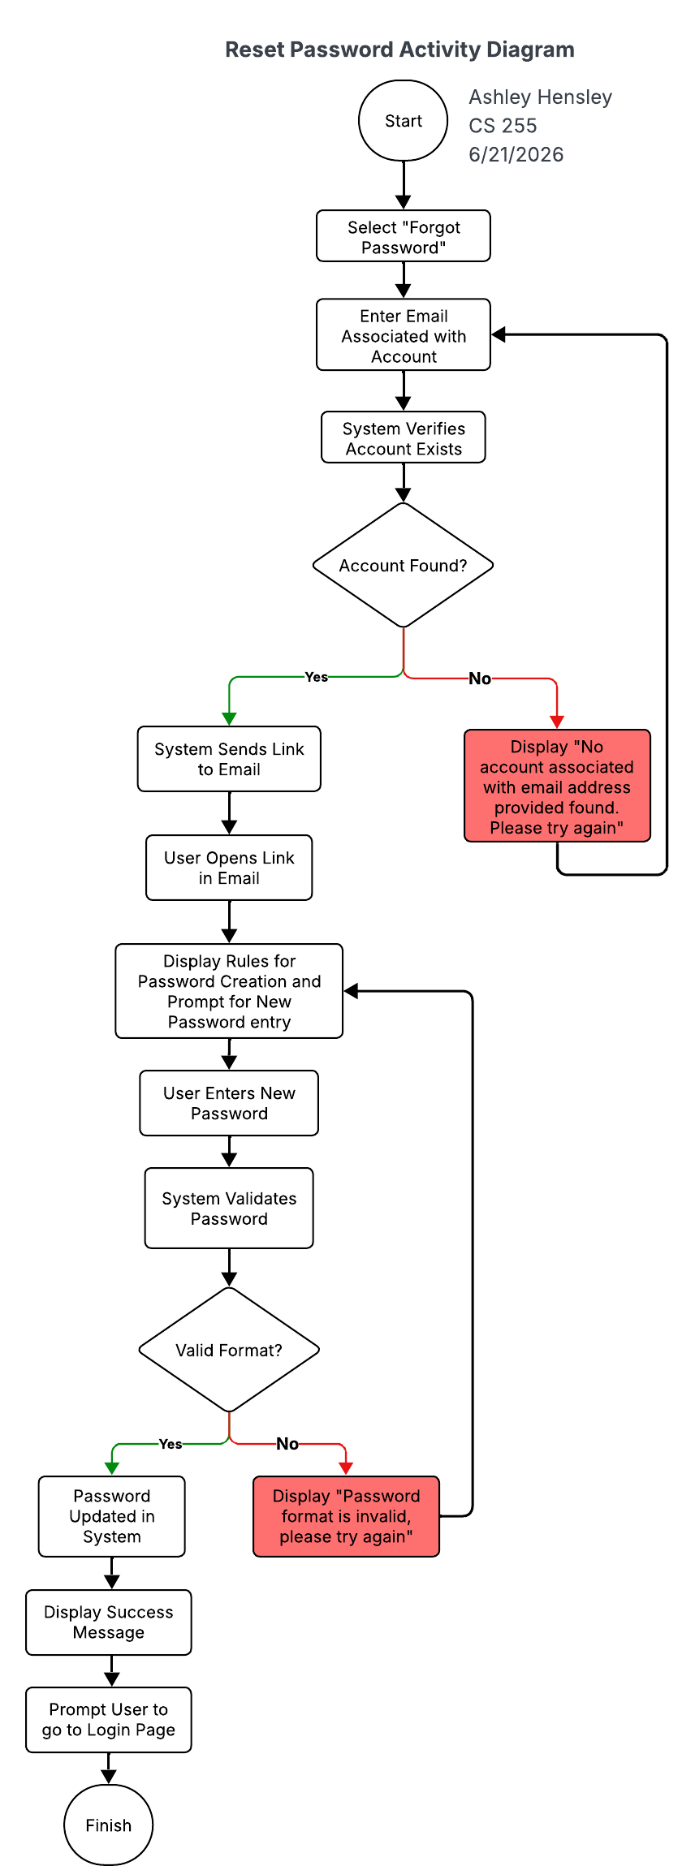 Reset Password Activity Diagram
Start
Ashley Hensley
CS 255
6/21/2026
Select "Forgot
Password"
Enter Email
Associated with
Account
System Verifies
Account Exists
Account Found?
Yes
No
System Sends Link
to Email
Display "No
account associated
with email address
provided found.
Please try again"
User Opens Link
in Email
Display Rules for
Password Creation and
Prompt for New
Password entry
User Enters New
Password
System Validates
Password
Valid Format?
Yes
No
Password
Updated in
System
Display "Password
format is invalid,
please try again"
Display Success
Message
Prompt User to
go to Login Page
Finish